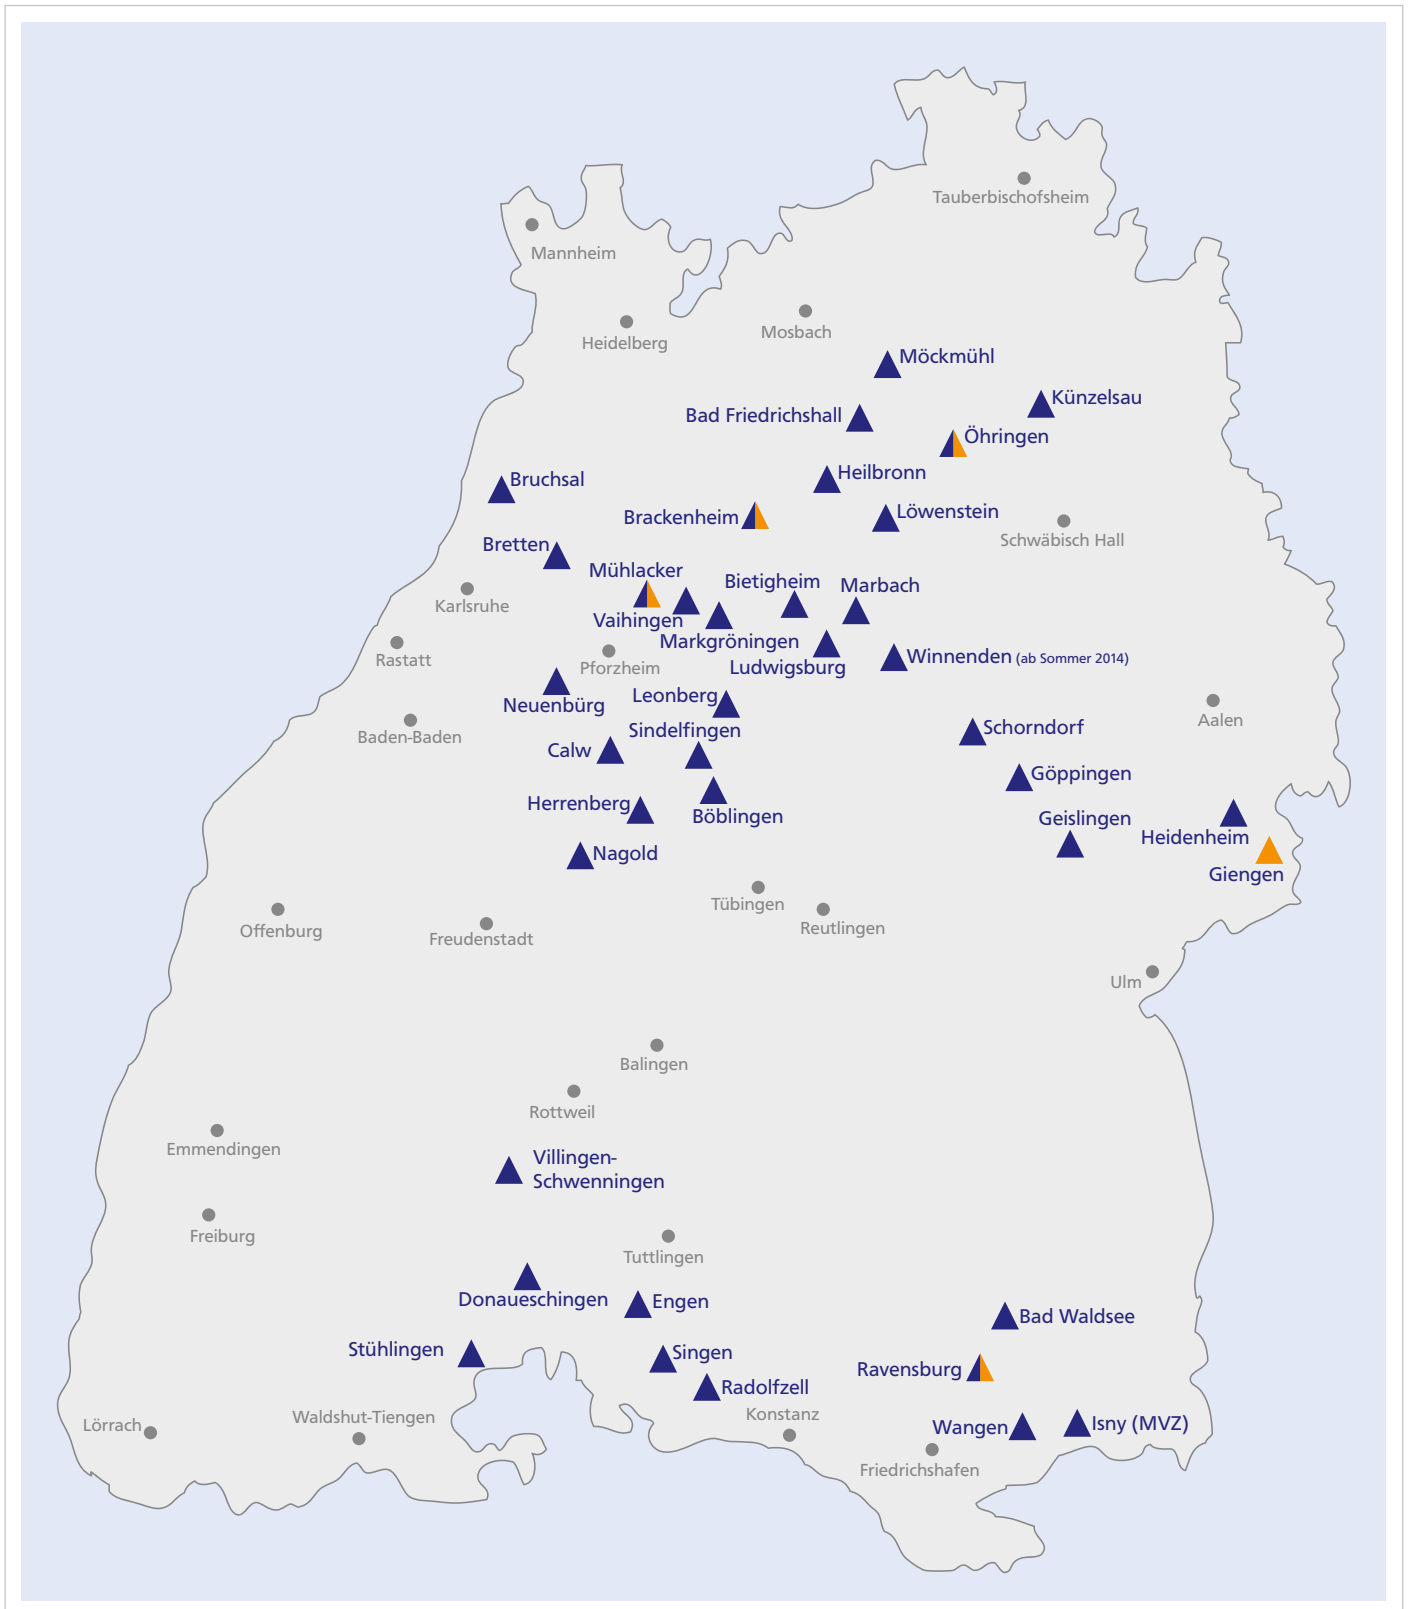 Tauberbischofsheim
Mannheim
Mosbach
Heidelberg
Möckmühl
Künzelsau
Bad Friedrichshall
Öhringen
Heilbronn
Bruchsal
Löwenstein
Brackenheim
Schwäbisch Hall
Bretten
Mühlacker
Bietigheim
Marbach
Karlsruhe
Vaihingen
Markgröningen
Rastatt
Pforzheim
Ludwigsburg
Winnenden (ab Sommer 2014)
Leonberg
Neuenbürg
Aalen
Sindelfingen
Schorndorf
Baden-Baden
Calw
Göppingen
Herrenberg
Böblingen
Geislingen
Heidenheim
Nagold
Giengen
Tübingen
Reutlingen
Offenburg
Freudenstadt
Ulm
Balingen
Rottweil
Emmendingen
Villingen-
Schwenningen
Freiburg
Tuttlingen
Donaueschingen
Engen
Bad Waldsee
Stühlingen
Singen
Ravensburg
Radolfzell
Konstanz
Waldshut-Tiengen
Lörrach
Wangen
Isny (MVZ)
Friedrichshafen